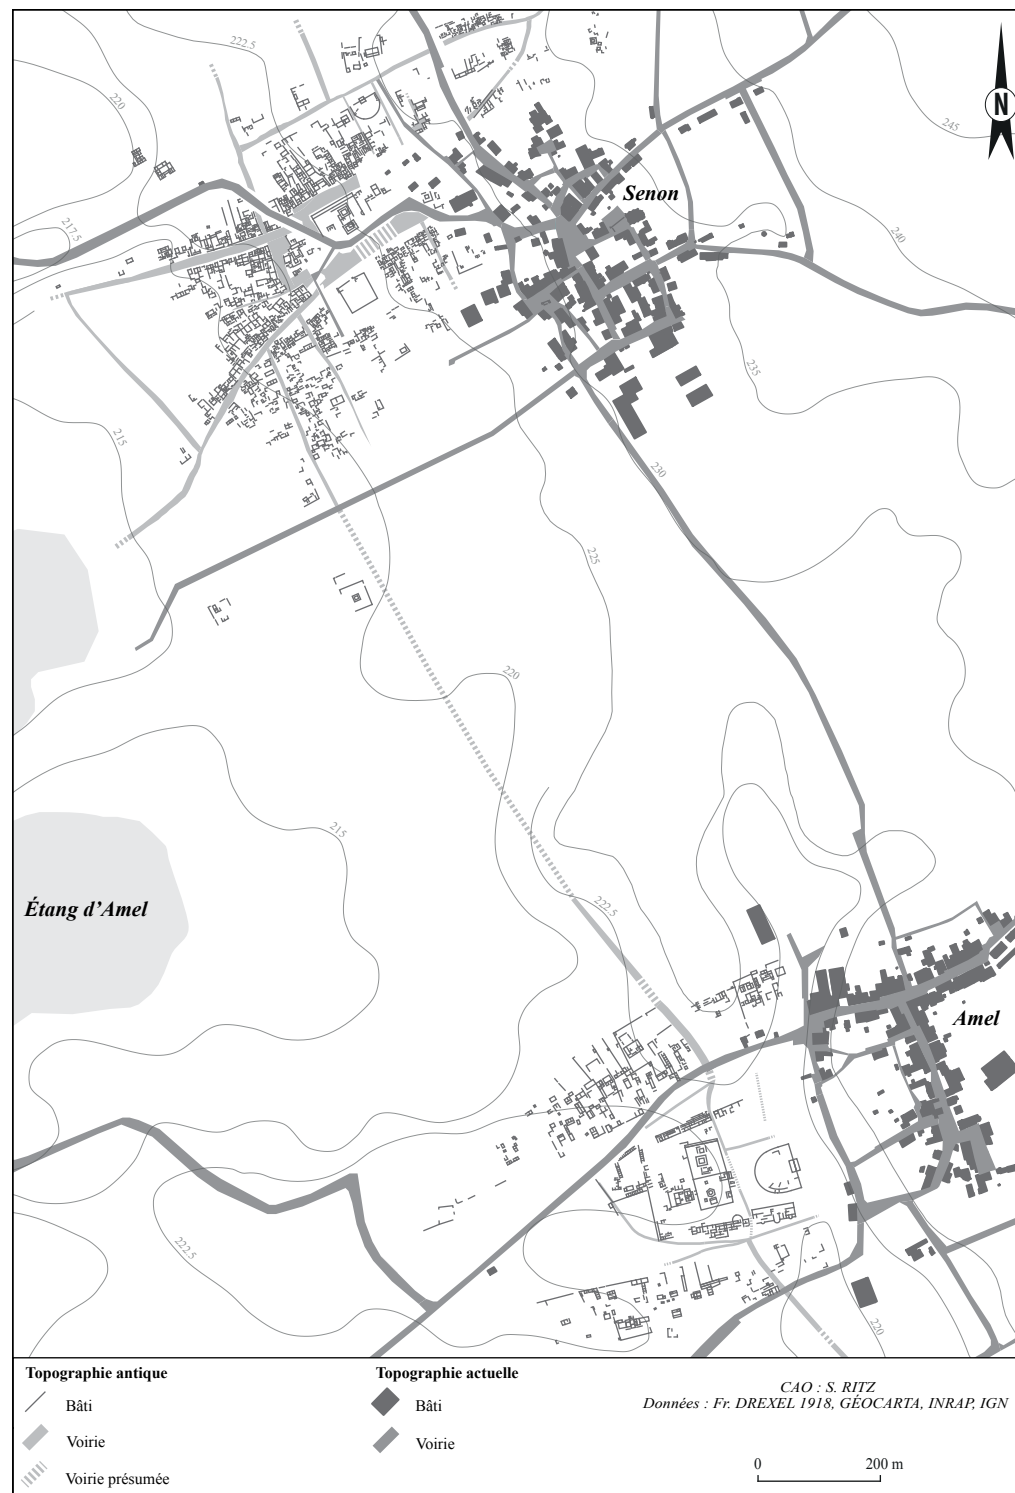 222.5
220
N
245
Senon
217.5
240
235
215
230
225
220
215
Étang d'Amel
222.5
Amel
222.5
220
Topographie antique
Bâti
Voirie
Voirie présumée
Topographie actuelle
Bâti
Voirie
CAO : S. RITZ
Données : Fr. DREXEL 1918, GÉOCARTA, INRAP, IGN
0 200 m